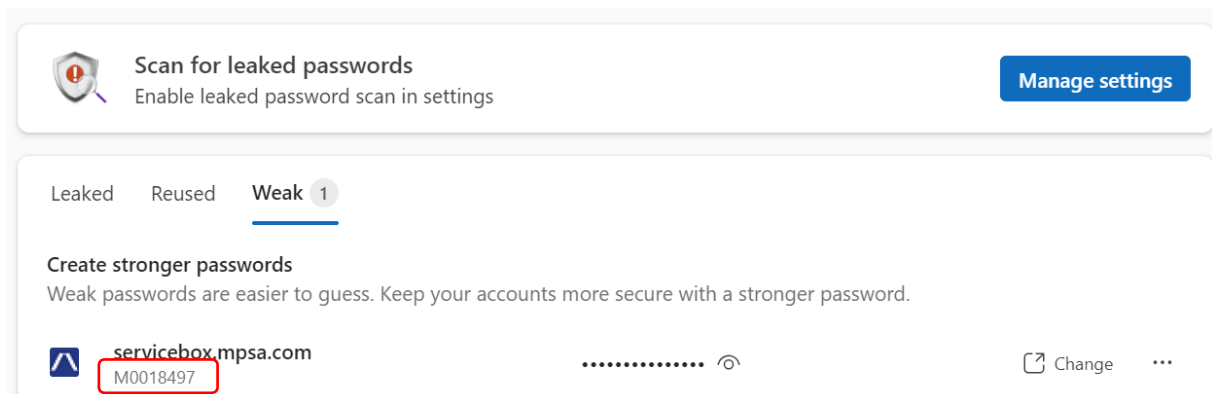 Scan for leaked passwords
Enable leaked password scan in settings
Manage settings
Leaked Reused Weak 1
Create stronger passwords
Weak passwords are easier to guess. Keep your accounts more secure with a stronger password.
servicebox.mpsa.com
M0018497
••••••••••••••• Change ...